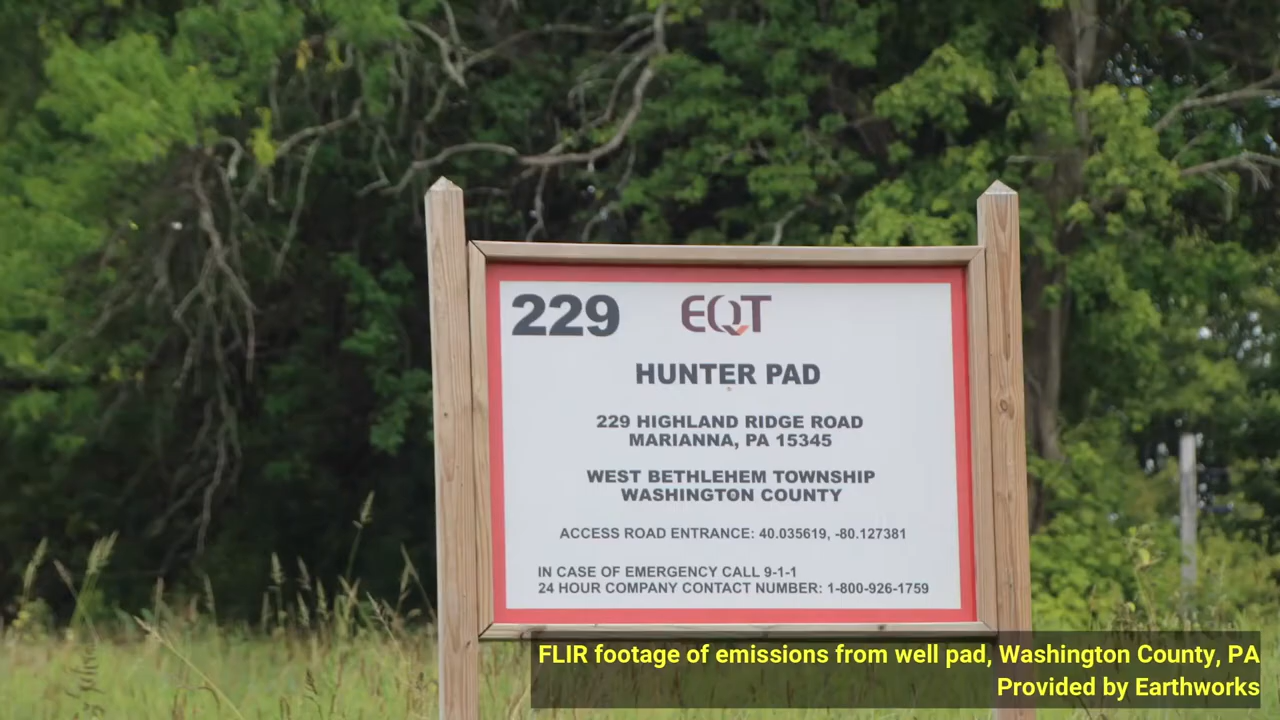 229 EQT
HUNTER PAD
229 HIGHLAND RIDGE ROAD
MARIANNA, PA 15345
WEST BETHLEHEM TOWNSHIP
WASHINGTON COUNTY
ACCESS ROAD ENTRANCE: 40.035619, -80.127381
IN CASE OF EMERGENCY CALL 9-1-1
24 HOUR COMPANY CONTACT NUMBER: 1-800-926-1759
FLIR footage of emissions from well pad, Washington County, PA
Provided by Earthworks